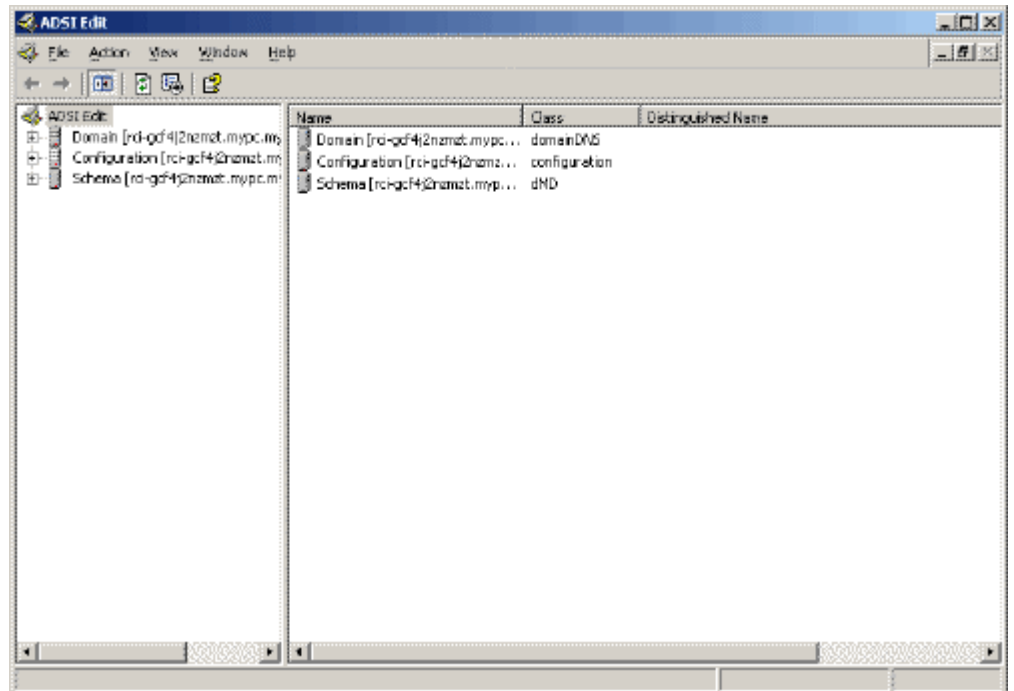 ADSI Edit
File Action View Window Help
ADSI Edit
Domain [rci-gcf4j2nzmzt.mypc.my
Configuration [rci-gcf4j2nzmzt.my
Schema [rci-gcf4j2nzmzt.mypc.m
Name Class Distinguished Name
Domain [rci-gcf4j2nzmzt.mypc... domainDNS
Configuration [rci-gcf4j2nzmz... configuration
Schema [rci-gcf4j2nzmzt.myp... dMD